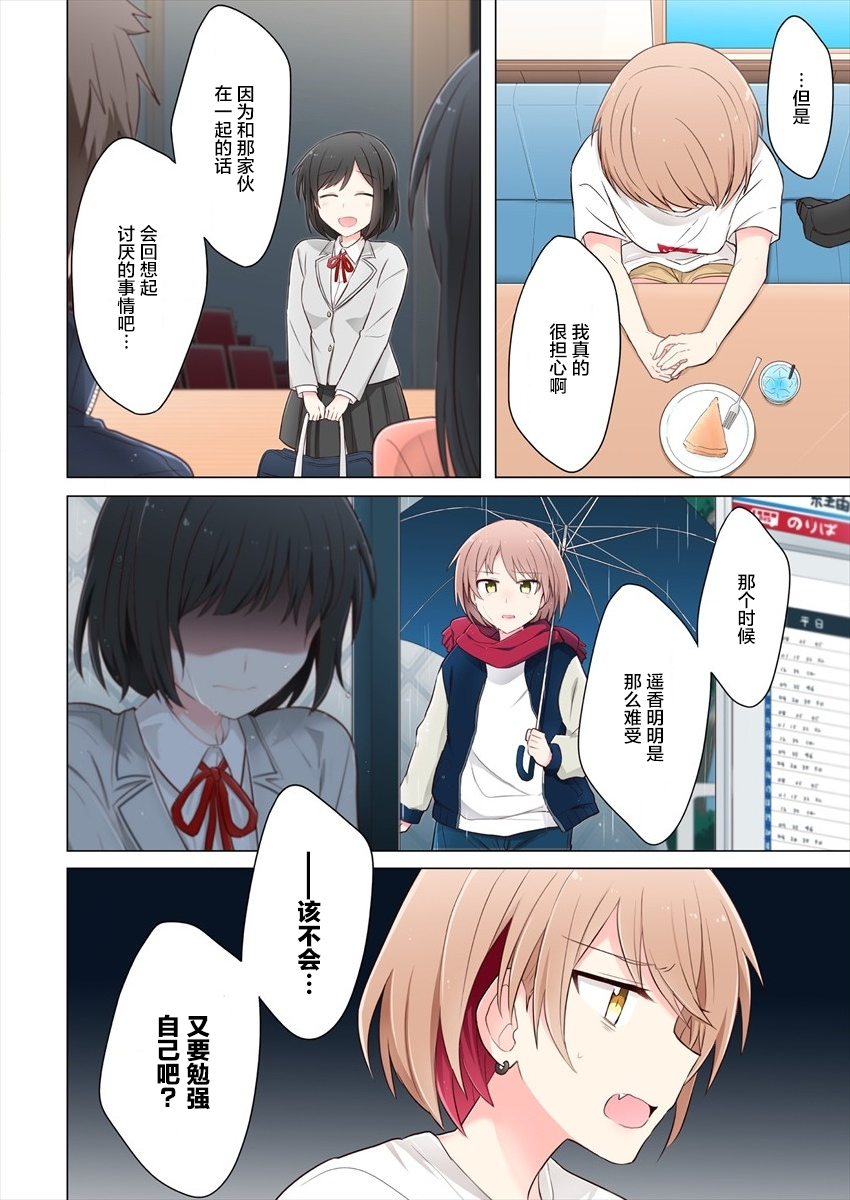 …但是
我真的
很担心啊
因为和那家伙
在一起的话
会回想起
讨厌的事情吧…
のりば
平日
那个时候
遥香明明是
那么难受
──该不会…
又要勉强
自己吧？